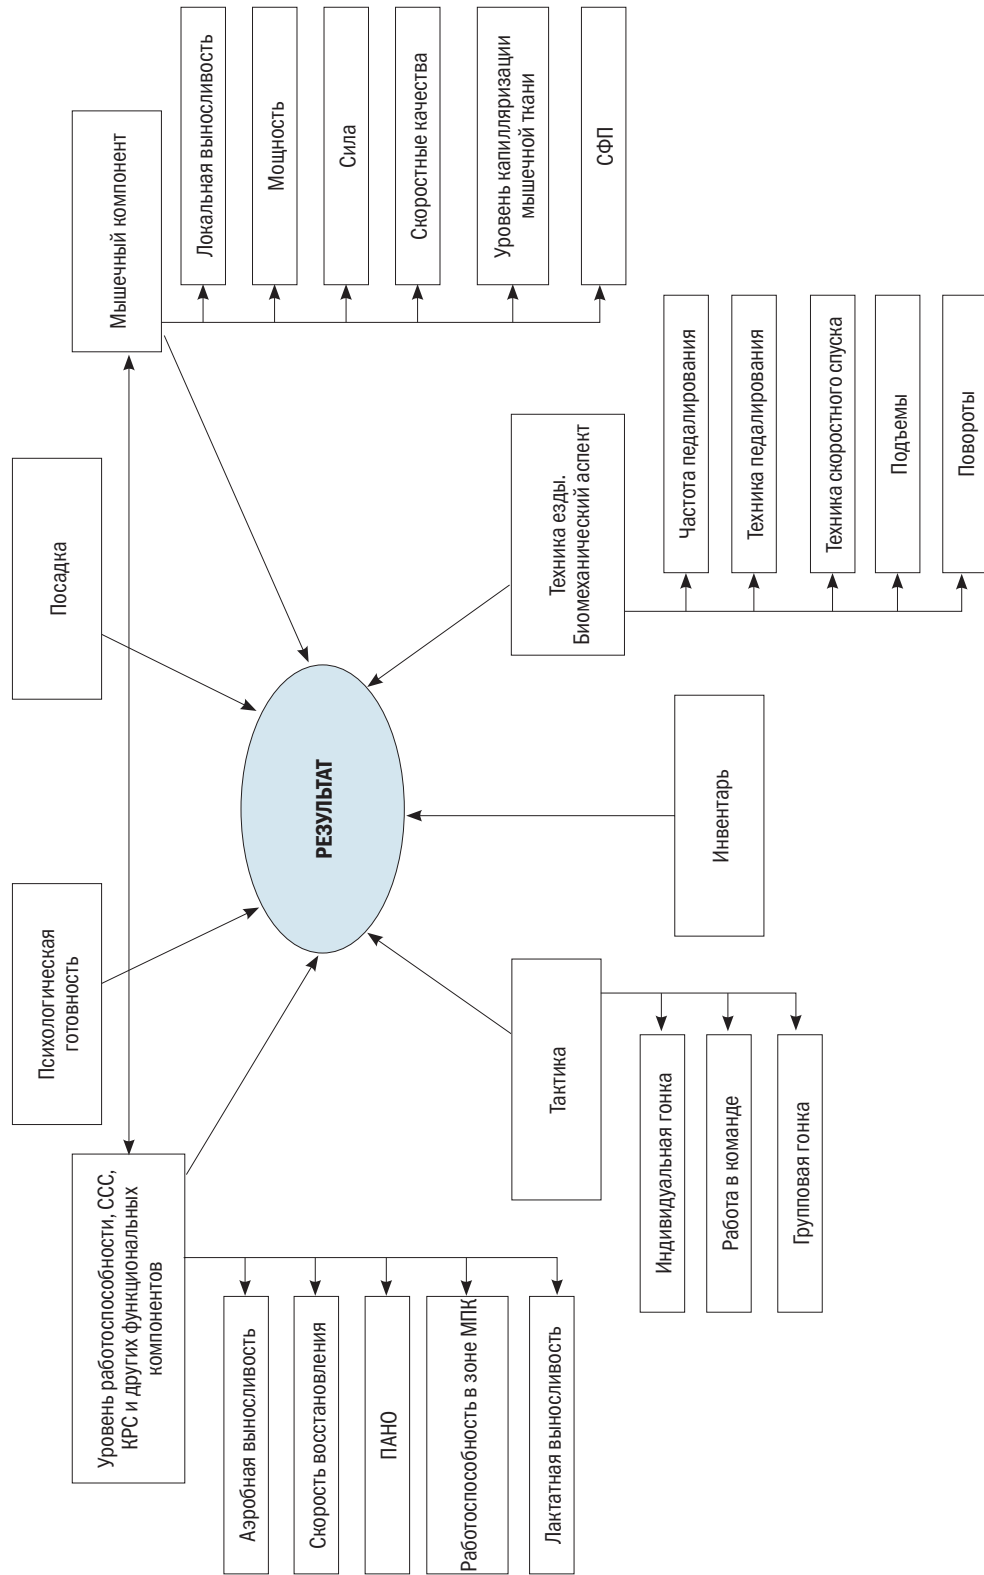 Психологическая
готовность
Посадка
Уровень работоспособности, ССС,
КРС и других функциональных
компонентов
Мышечный компонент
Аэробная выносливость
Скорость восстановления
ПАНО
Работоспособность в зоне МПК
Лактатная выносливость
РЕЗУЛЬТАТ
Локальная выносливость
Мощность
Сила
Скоростные качества
Уровень капилляризации
мышечной ткани
СФП
Тактика
Техника езды.
Биомеханический аспект
Индивидуальная гонка
Работа в команде
Групповая гонка
Инвентарь
Частота педалирования
Техника педалирования
Техника скоростного спуска
Подъемы
Повороты